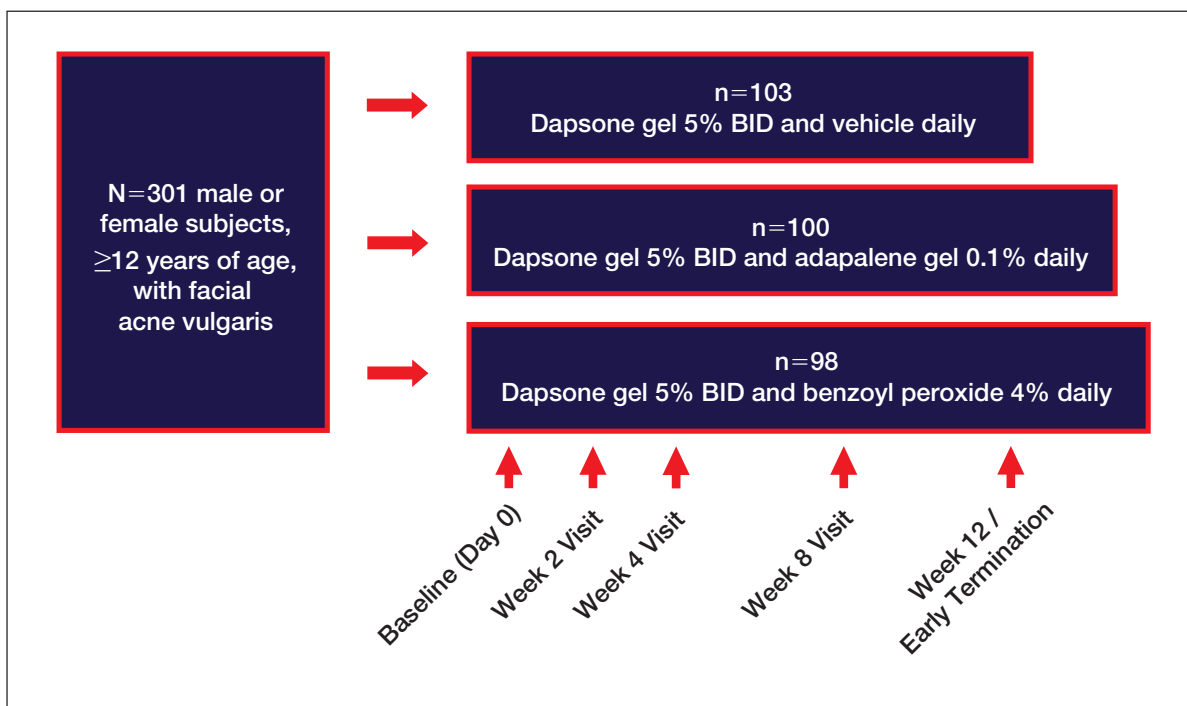 N=301 male or
female subjects,
≥12 years of age,
with facial
acne vulgaris
n=103
Dapsone gel 5% BID and vehicle daily
n=100
Dapsone gel 5% BID and adapalene gel 0.1% daily
n=98
Dapsone gel 5% BID and benzoyl peroxide 4% daily
Baseline (Day 0)
Week 2 Visit
Week 4 Visit
Week 8 Visit
Week 12 /
Early Termination